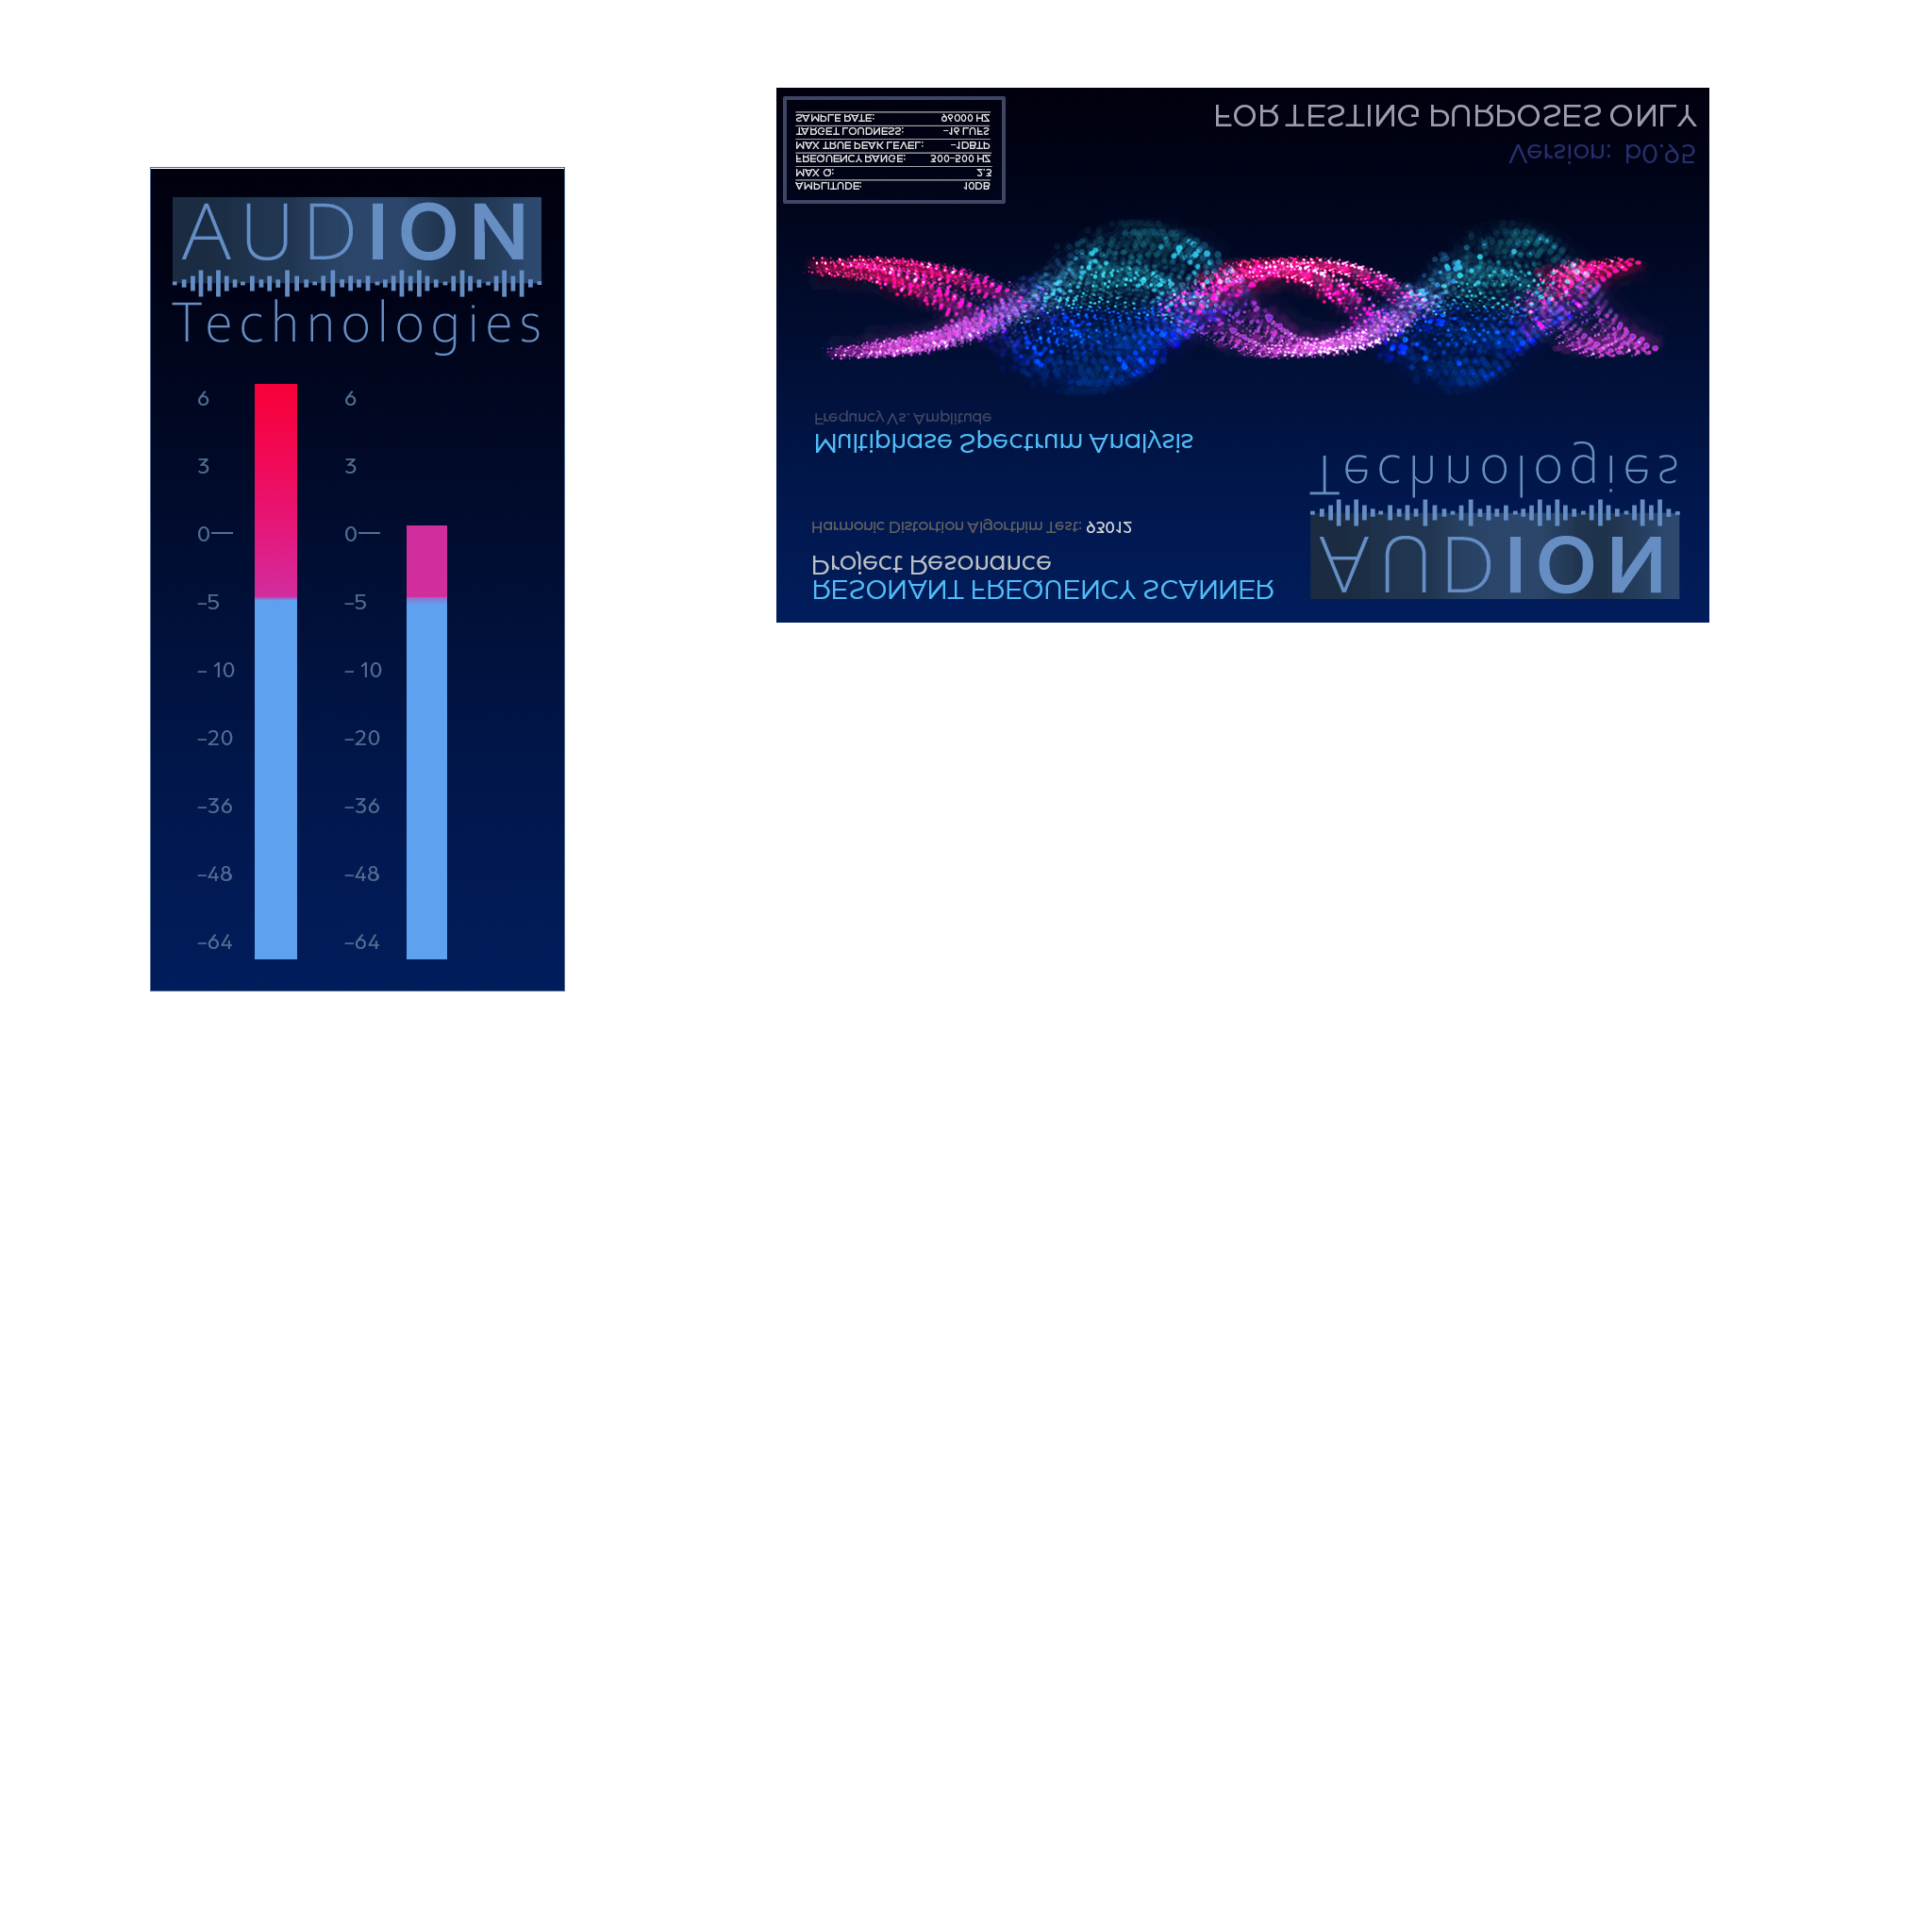 AUDION
Technologies
6 6
3 3
0 0
-5 -5
- 10 - 10
-20 -20
-36 -36
-48 -48
-64 -64
RESONANT FREQUENCY SCANNER
Project Resonance
Harmonic Distortion Algorthim Test: 93012
AUDION
Technologies
Multiphase Spectrum Analysis
Frequncy Vs. Amplitude
AMPLITUDE: 10DB
MAX Q: 2.3
FREQUENCY RANGE: 300-500 HZ
MAX TRUE PEAK LEVEL: -1DBTP
TARGET LOUDNESS: -16 LUFS
SAMPLE RATE: 96000 HZ
Version: b0.95
FOR TESTING PURPOSES ONLY